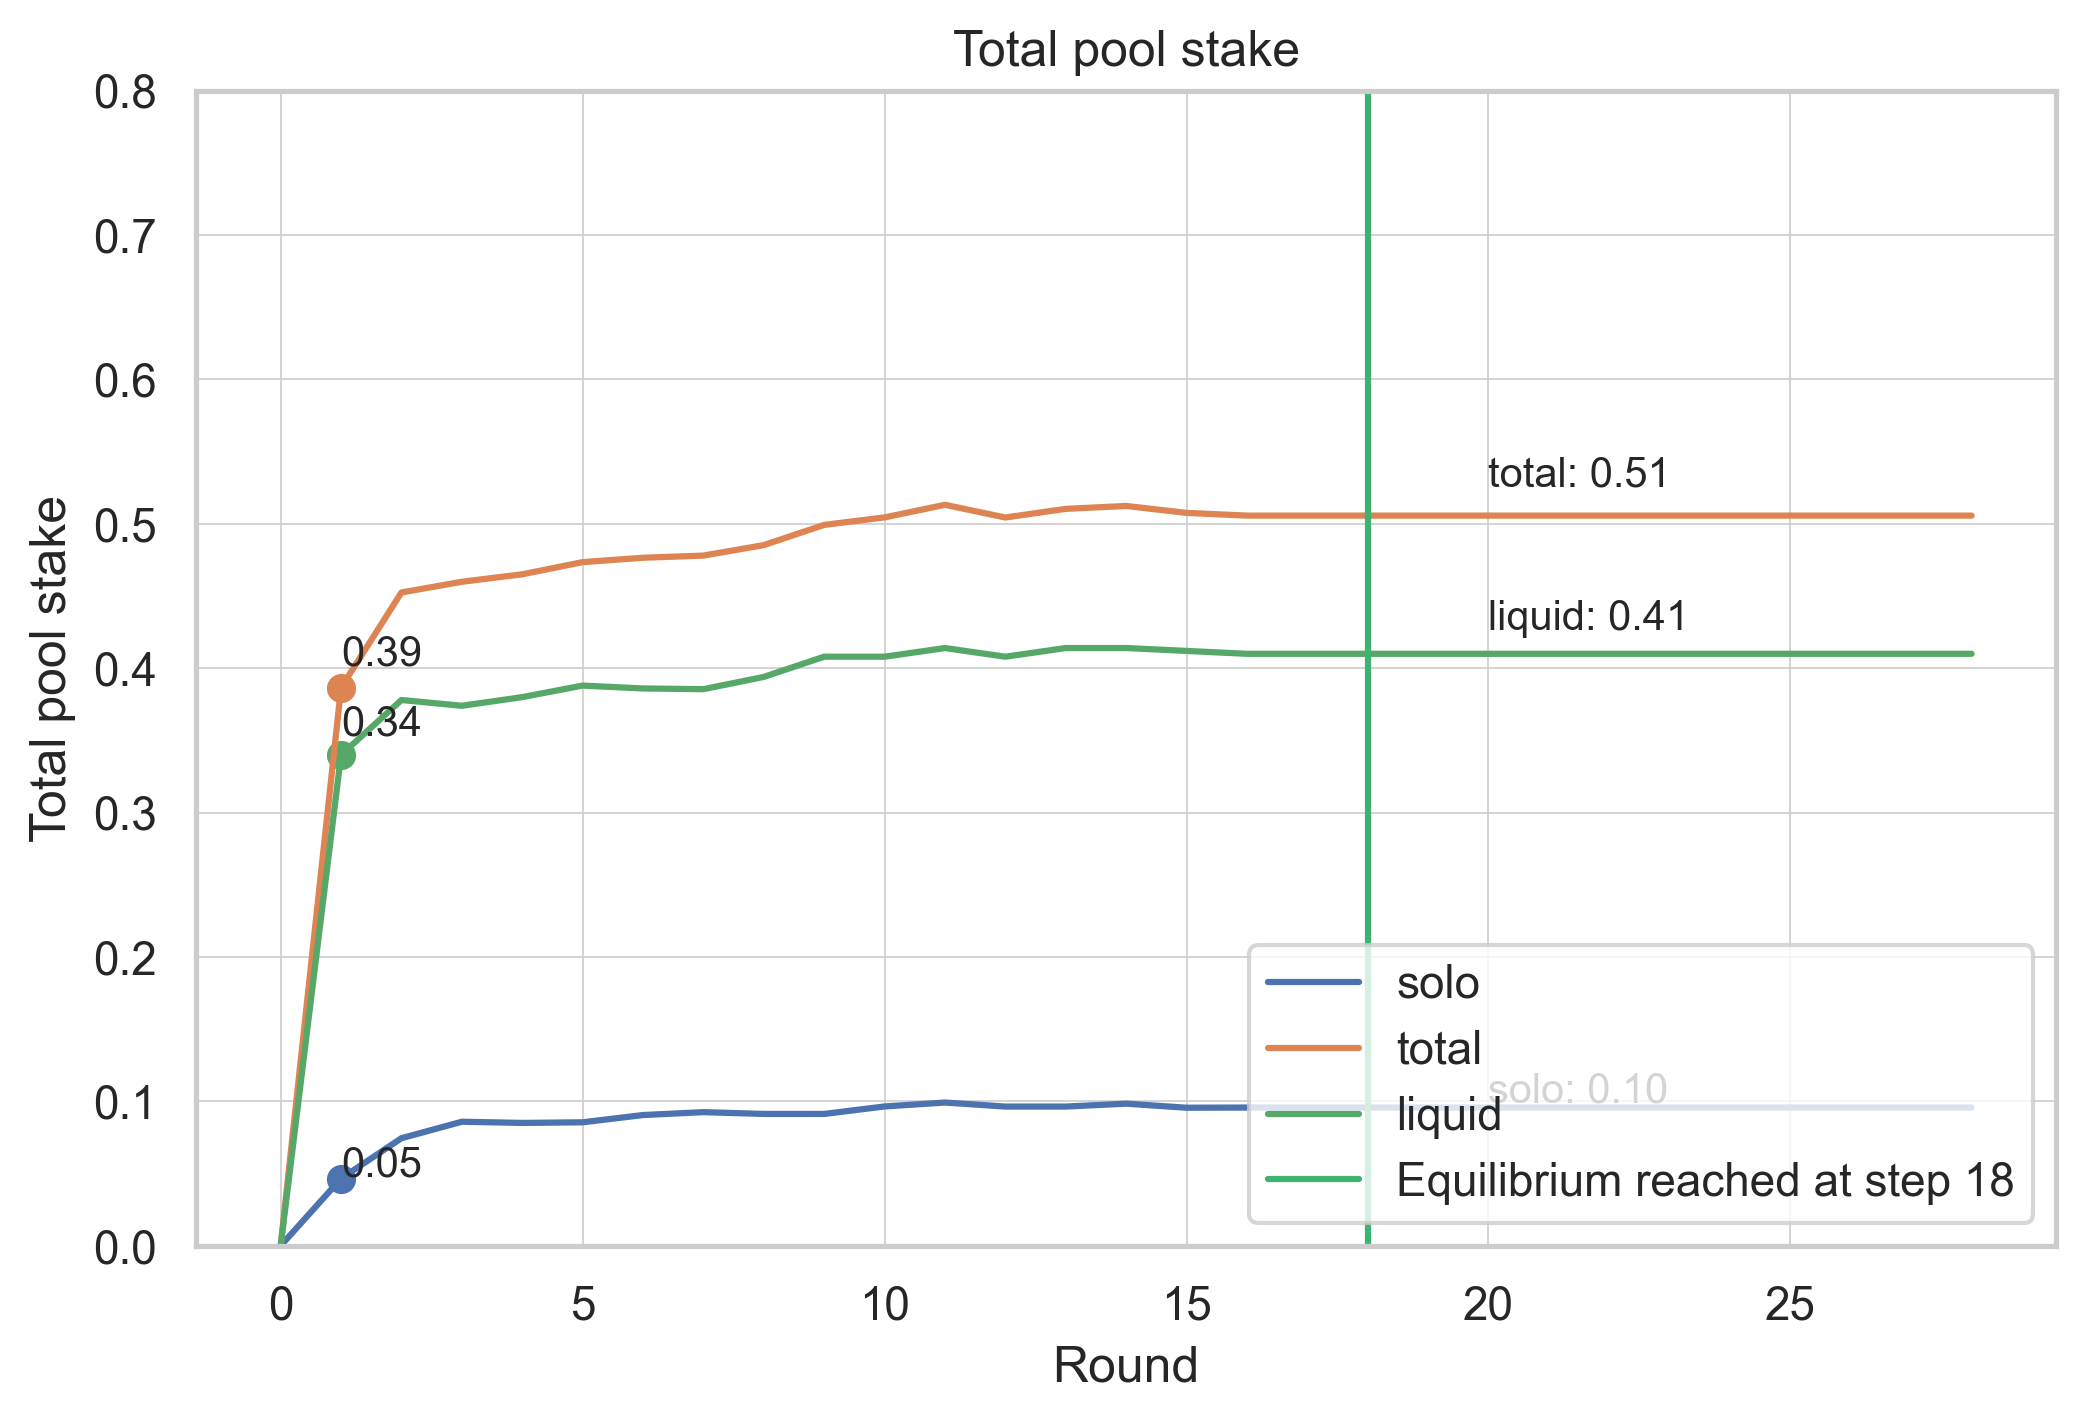 Total pool stake
Total pool stake
0.8
0.7
0.6
0.5
0.4
0.3
0.2
0.1
0.0
total: 0.51
liquid: 0.41
0.39
0.34
0.05
solo: 0.10
solo
total
liquid
Equilibrium reached at step 18
0 5 10 15 20 25
Round